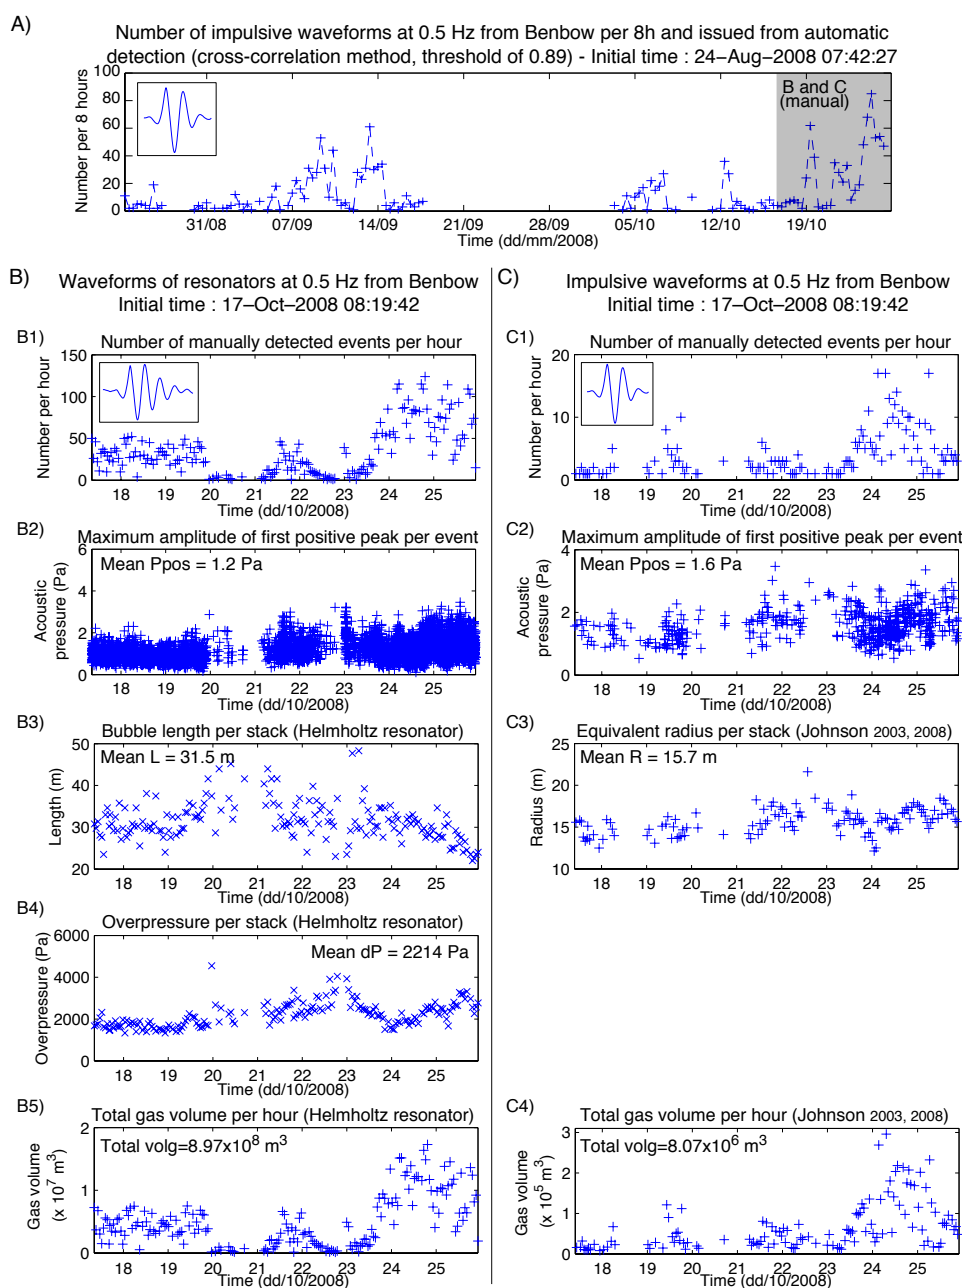 A)
Number of impulsive waveforms at 0.5 Hz from Benbow per 8h and issued from automatic
detection (cross-correlation method, threshold of 0.89) - Initial time : 24–Aug–2008 07:42:27
Number per 8 hours
100
80
60
40
20
0
B and C
(manual)
31/08 07/09 14/09 21/09 28/09 05/10 12/10 19/10
Time (dd/mm/2008)
B) Waveforms of resonators at 0.5 Hz from Benbow
Initial time : 17–Oct–2008 08:19:42
B1)
Number of manually detected events per hour
Number per hour
150
100
50
0
18 19 20 21 22 23 24 25
Time (dd/10/2008)
B2)
Maximum amplitude of first positive peak per event
Mean Ppos = 1.2 Pa
Acoustic
pressure (Pa)
6
4
2
0
18 19 20 21 22 23 24 25
Time (dd/10/2008)
B3)
Bubble length per stack (Helmholtz resonator)
Mean L = 31.5 m
Length (m)
50
40
30
20
18 19 20 21 22 23 24 25
Time (dd/10/2008)
B4)
Overpressure per stack (Helmholtz resonator)
Mean dP = 2214 Pa
Overpressure (Pa)
6000
4000
2000
0
18 19 20 21 22 23 24 25
Time (dd/10/2008)
B5)
Total gas volume per hour (Helmholtz resonator)
Total volg=8.97x10⁸ m³
Gas volume
(x 10⁷ m³)
2
1
0
18 19 20 21 22 23 24 25
Time (dd/10/2008)
C) Impulsive waveforms at 0.5 Hz from Benbow
Initial time : 17–Oct–2008 08:19:42
C1)
Number of manually detected events per hour
Number per hour
20
10
0
18 19 20 21 22 23 24 25
Time (dd/10/2008)
C2)
Maximum amplitude of first positive peak per event
Mean Ppos = 1.6 Pa
Acoustic
pressure (Pa)
4
2
0
18 19 20 21 22 23 24 25
Time (dd/10/2008)
C3)
Equivalent radius per stack (Johnson 2003, 2008)
Mean R = 15.7 m
Radius (m)
25
20
15
10
18 19 20 21 22 23 24 25
Time (dd/10/2008)
C4)
Total gas volume per hour (Johnson 2003, 2008)
Total volg=8.07x10⁶ m³
Gas volume
(x 10⁵ m³)
3
2
1
0
18 19 20 21 22 23 24 25
Time (dd/10/2008)